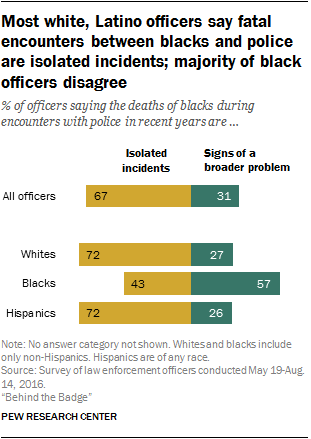 Most white, Latino officers say fatal
encounters between blacks and police
are isolated incidents; majority of black
officers disagree
% of officers saying the deaths of blacks during
encounters with police in recent years are ...
Isolated incidents
Signs of a broader problem
All officers 67 31
Whites 72 27
Blacks 43 57
Hispanics 72 26
Note: No answer category not shown. Whites and blacks include
only non-Hispanics. Hispanics are of any race.
Source: Survey of law enforcement officers conducted May 19-Aug.
14, 2016.
“Behind the Badge”
PEW RESEARCH CENTER